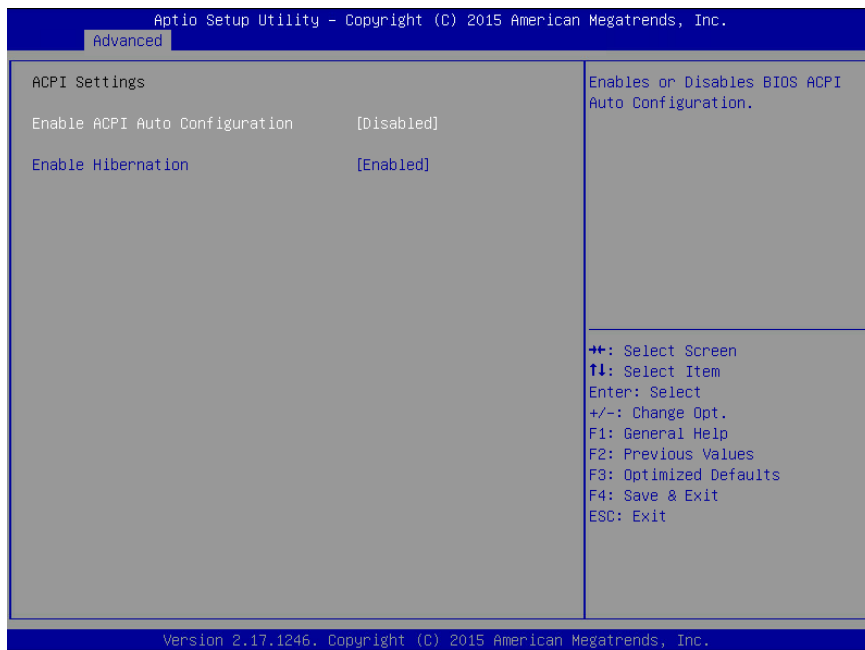 Aptio Setup Utility – Copyright (C) 2015 American Megatrends, Inc.
Advanced
ACPI Settings
Enable ACPI Auto Configuration [Disabled]
Enable Hibernation [Enabled]
Enables or Disables BIOS ACPI
Auto Configuration.
→←: Select Screen
↑↓: Select Item
Enter: Select
+/-: Change Opt.
F1: General Help
F2: Previous Values
F3: Optimized Defaults
F4: Save & Exit
ESC: Exit
Version 2.17.1246. Copyright (C) 2015 American Megatrends, Inc.